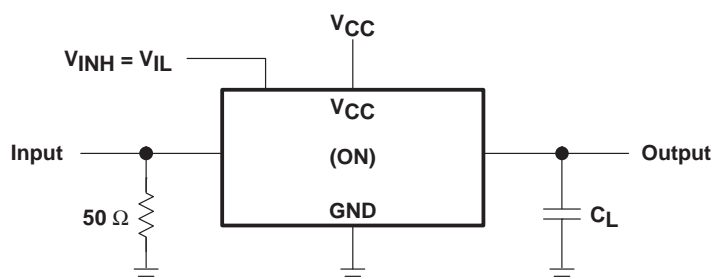 VCC
VINH = VIL
VCC
Input
(ON)
Output
50 Ω
GND
CL